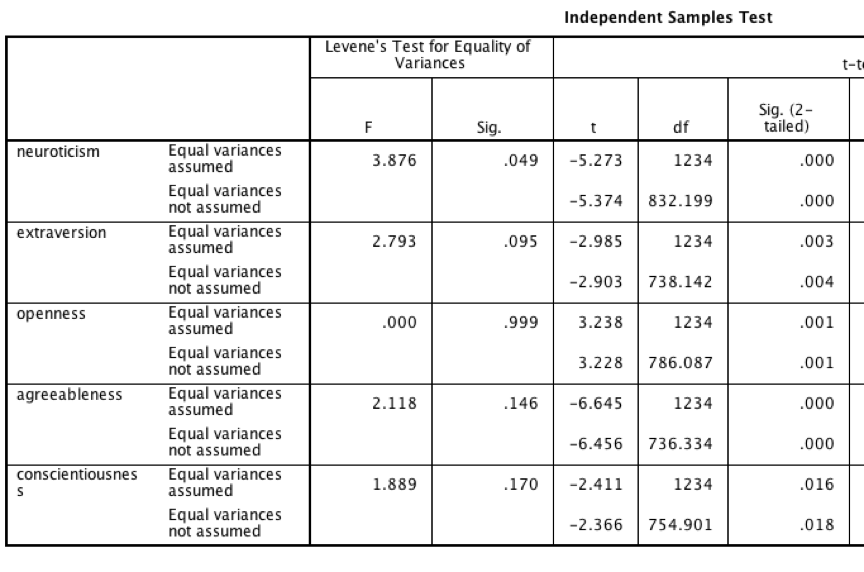 Independent Samples Test
Levene's Test for Equality of
Variances
t-t
F Sig. t df Sig. (2-
tailed)
neuroticism Equal variances
assumed 3.876 .049 -5.273 1234 .000
Equal variances
not assumed -5.374 832.199 .000
extraversion Equal variances
assumed 2.793 .095 -2.985 1234 .003
Equal variances
not assumed -2.903 738.142 .004
openness Equal variances
assumed .000 .999 3.238 1234 .001
Equal variances
not assumed 3.228 786.087 .001
agreeableness Equal variances
assumed 2.118 .146 -6.645 1234 .000
Equal variances
not assumed -6.456 736.334 .000
conscientiousnes Equal variances
s assumed 1.889 .170 -2.411 1234 .016
Equal variances
not assumed -2.366 754.901 .018